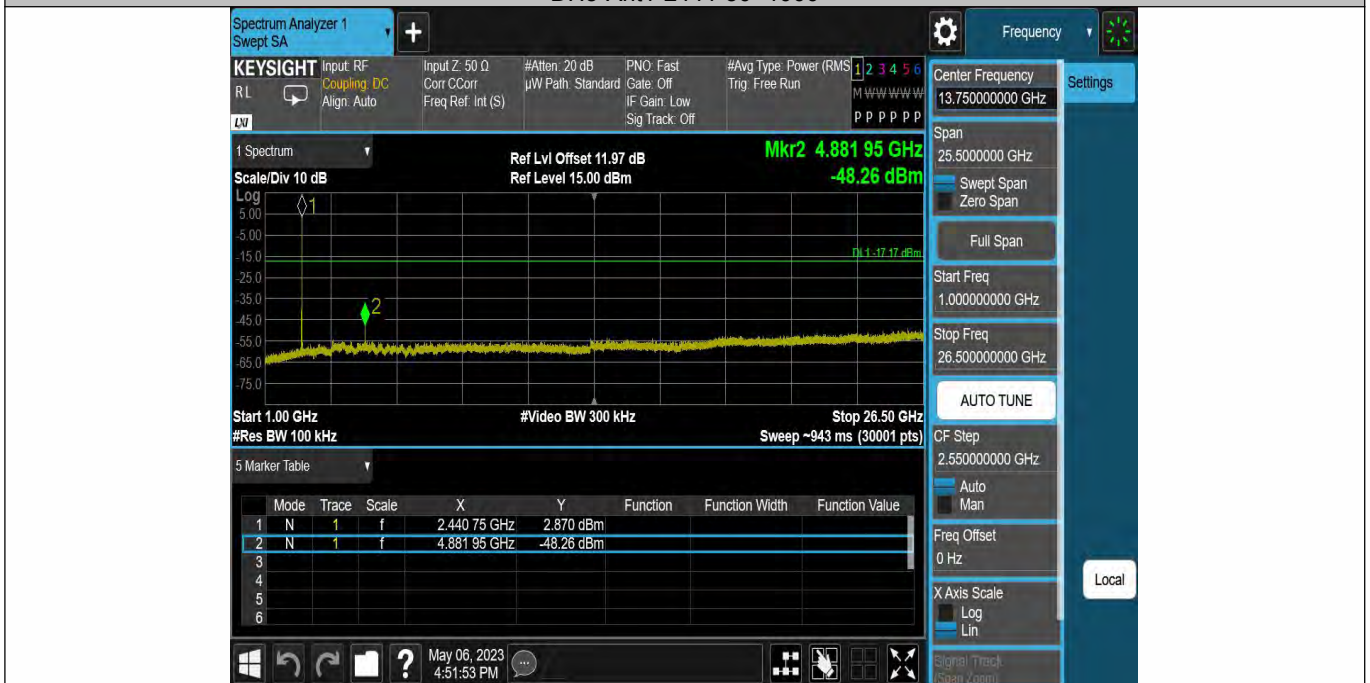 Spectrum Analyzer 1
Swept SA
+
Frequency
KEYSIGHT
RL
LXI
Input: RF
Coupling: DC
Align: Auto
Input Z: 50 Ω
Corr CCorr
Freq Ref: Int (S)
#Atten: 20 dB
µW Path: Standard
PNO: Fast
Gate: Off
IF Gain: Low
Sig Track: Off
#Avg Type: Power (RMS
Trig: Free Run
1 2 3 4 5 6
M W W W W W
P P P P P P
1 Spectrum
Scale/Div 10 dB
Ref Lvl Offset 11.97 dB
Ref Level 15.00 dBm
Mkr2 4.881 95 GHz
-48.26 dBm
Log
5.00
-5.00
-15.0
-25.0
-35.0
-45.0
-55.0
-65.0
-75.0
1
2
DL1 -17.17 dBm
Start 1.00 GHz
#Video BW 300 kHz
Stop 26.50 GHz
#Res BW 100 kHz
Sweep ~943 ms (30001 pts)
5 Marker Table
Mode Trace Scale X Y Function Function Width Function Value
1 N 1 f 2.440 75 GHz 2.870 dBm
2 N 1 f 4.881 95 GHz -48.26 dBm
3
4
5
6
May 06, 2023
4:51:53 PM
Settings
Center Frequency
13.750000000 GHz
Span
25.5000000 GHz
Swept Span
Zero Span
Full Span
Start Freq
1.000000000 GHz
Stop Freq
26.500000000 GHz
AUTO TUNE
CF Step
2.550000000 GHz
Auto
Man
Freq Offset
0 Hz
X Axis Scale
Log
Lin
Signal Track
(Span Zoom)
Local